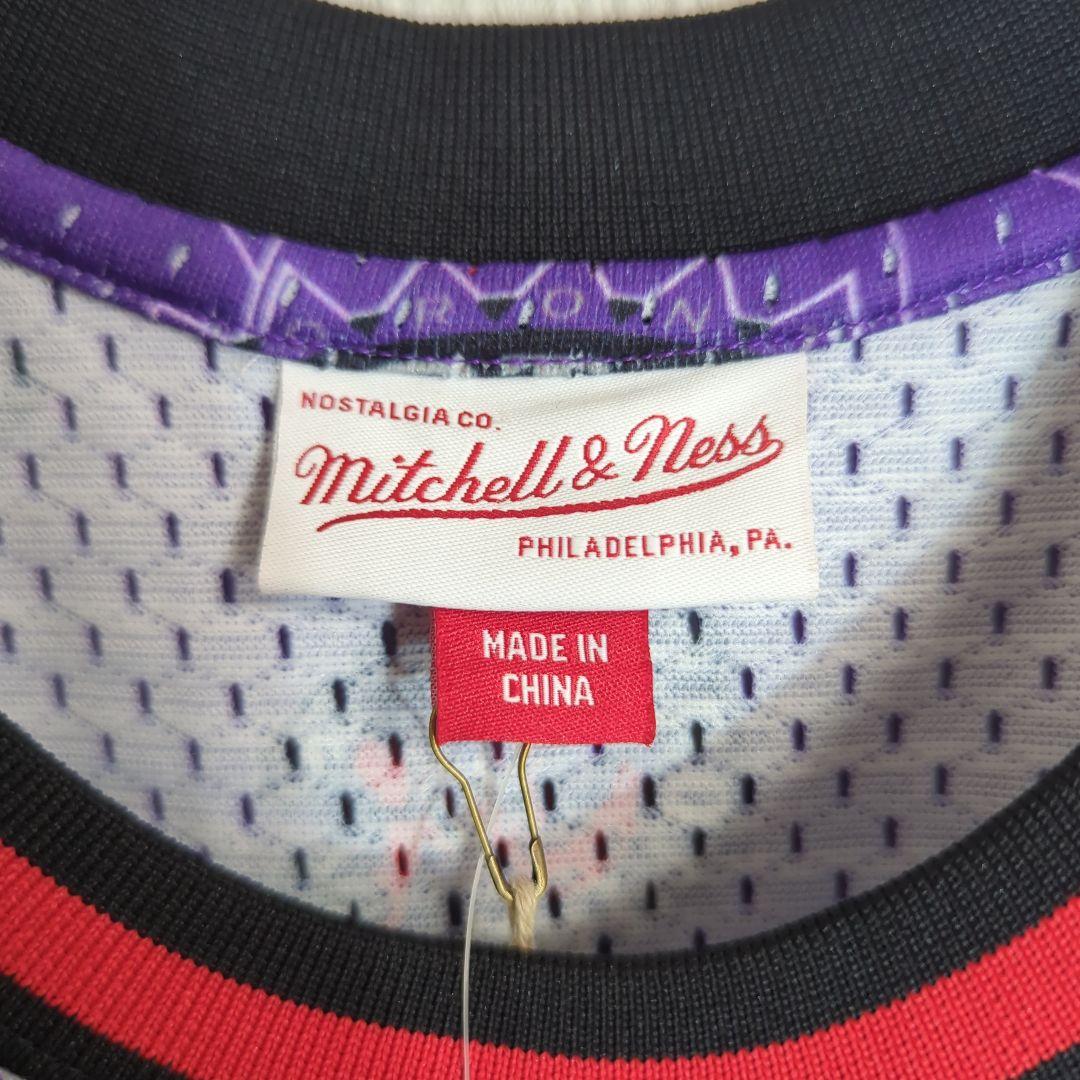 NOSTALGIA CO.
Mitchell & Ness
PHILADELPHIA, PA.
MADE IN
CHINA